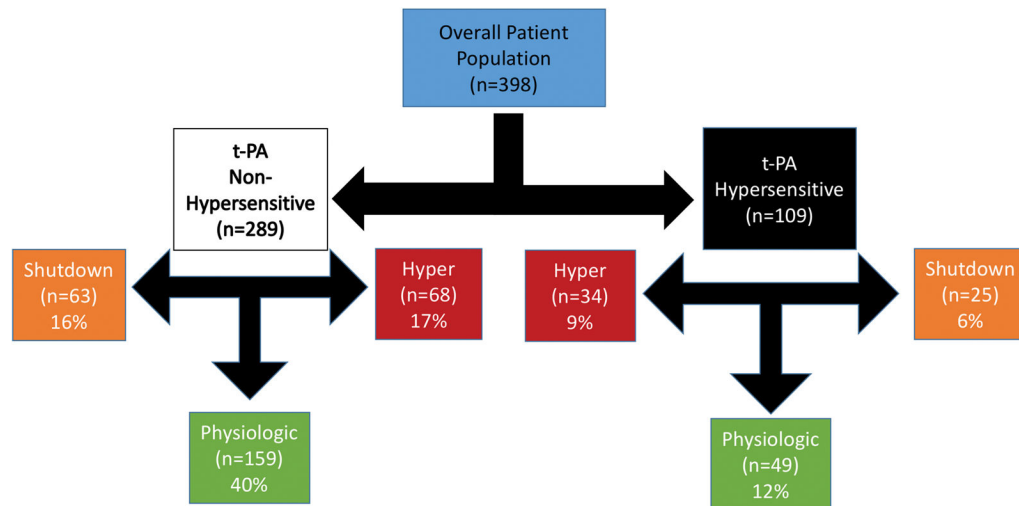 Overall Patient
Population
(n=398)
t-PA
Non-
Hypersensitive
(n=289)
t-PA
Hypersensitive
(n=109)
Shutdown
(n=63)
16%
Hyper
(n=68)
17%
Hyper
(n=34)
9%
Shutdown
(n=25)
6%
Physiologic
(n=159)
40%
Physiologic
(n=49)
12%